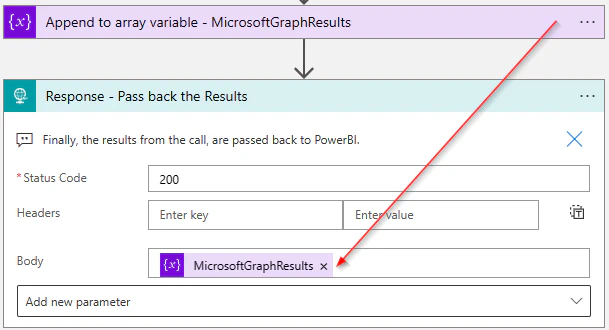 {x} Append to array variable - MicrosoftGraphResults ...
Response - Pass back the Results ...
Finally, the results from the call, are passed back to PowerBI.
* Status Code 200
Headers Enter key Enter value
Body {x} MicrosoftGraphResults ×
Add new parameter